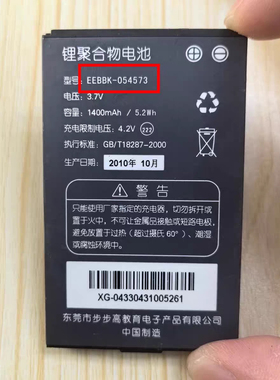 锂聚合物电池
型号: EEBBK-054573
电压: 3.7V
容量: 1400mAh / 5.2Wh
充电限制电压: 4.2V 222
执行标准: GB/T18287-2000
2010年 10月
警告
只能使用厂家指定的充电器,切勿拆开或
置于火中,不可让金属品接触或短路电极,
避免放置于过热(超过摄氏60°)、潮湿
或腐蚀的环境中。
XG-04330431005261
东莞市步步高教育电子产品有限公司
中国制造